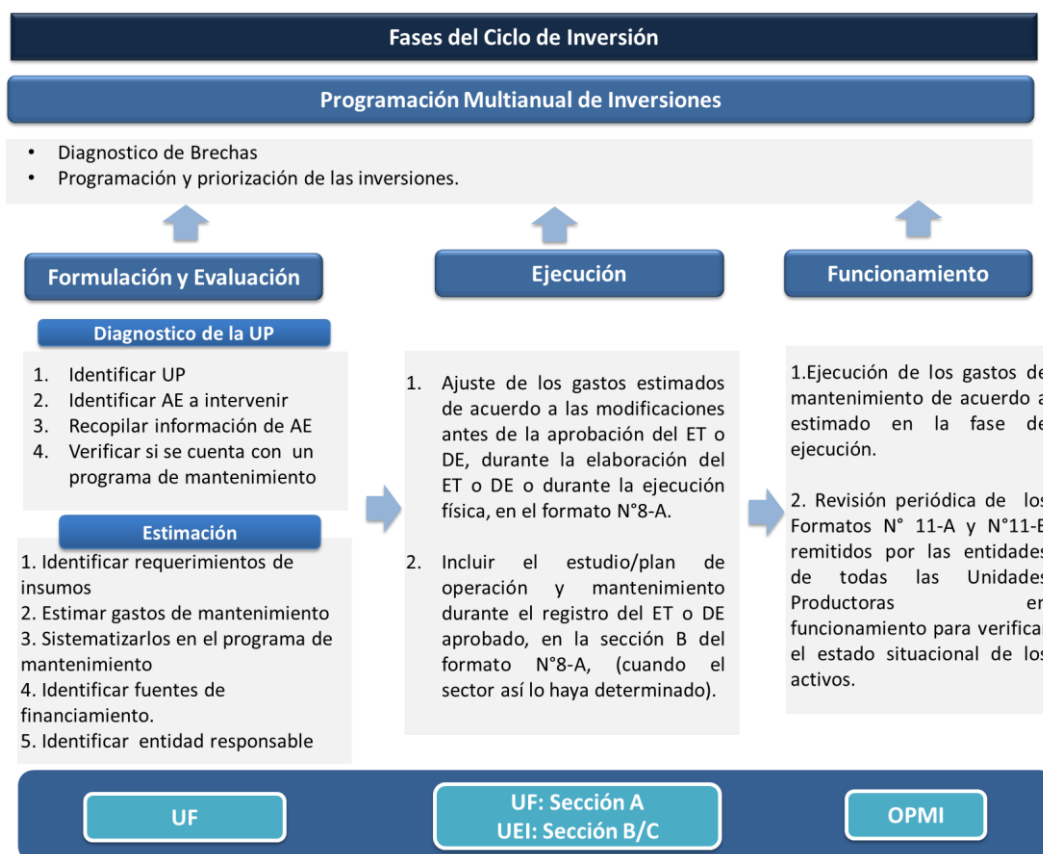 Fases del Ciclo de Inversión
Programación Multianual de Inversiones
• Diagnostico de Brechas
• Programación y priorización de las inversiones.
Formulación y Evaluación
Diagnostico de la UP
1. Identificar UP
2. Identificar AE a intervenir
3. Recopilar información de AE
4. Verificar si se cuenta con un
programa de mantenimiento
Estimación
1. Identificar requerimientos de
insumos
2. Estimar gastos de mantenimiento
3. Sistematizarlos en el programa de
mantenimiento
4. Identificar fuentes de
financiamiento.
5. Identificar entidad responsable
UF
Ejecución
1. Ajuste de los gastos estimados
de acuerdo a las modificaciones
antes de la aprobación del ET o
DE, durante la elaboración del
ET o DE o durante la ejecución
física, en el formato N°8-A.
2. Incluir el estudio/plan de
operación y mantenimiento
durante el registro del ET o DE
aprobado, en la sección B del
formato N°8-A, (cuando el
sector así lo haya determinado).
UF: Sección A
UEI: Sección B/C
Funcionamiento
1.Ejecución de los gastos de
mantenimiento de acuerdo a
estimado en la fase de
ejecución.
2. Revisión periódica de los
Formatos N° 11-A y N°11-B
remitidos por las entidades
de todas las Unidades
Productoras en
funcionamiento para verificar
el estado situacional de los
activos.
OPMI